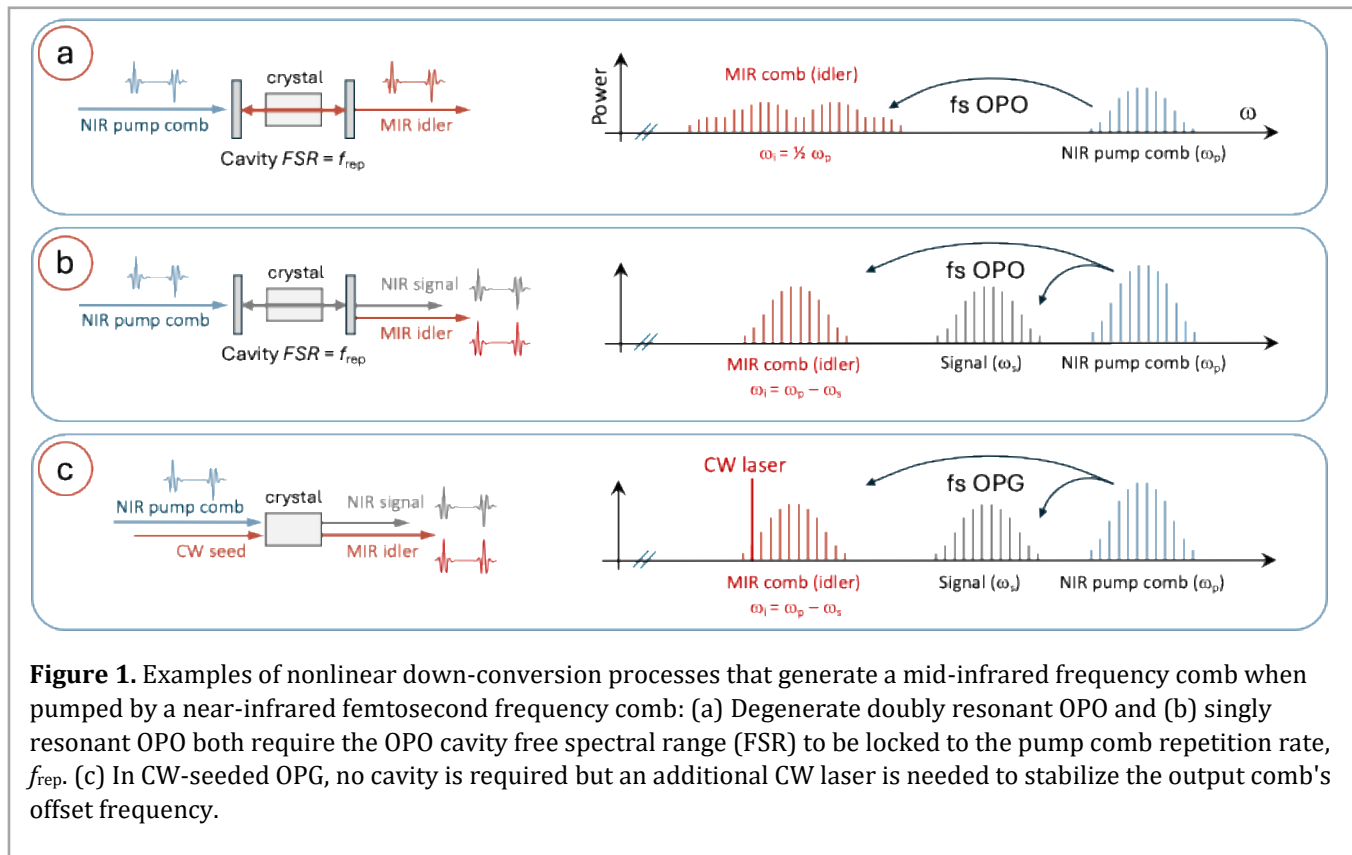 a
crystal
NIR pump comb
MIR idler
Cavity FSR = frep
Power
MIR comb (idler)
fs OPO
ω
ωi = ½ ωp
NIR pump comb (ωp)
b
crystal
NIR signal
NIR pump comb
MIR idler
Cavity FSR = frep
fs OPO
MIR comb (idler)
Signal (ωs)
NIR pump comb (ωp)
ωi = ωp − ωs
c
NIR pump comb
crystal
NIR signal
CW seed
MIR idler
CW laser
fs OPG
MIR comb (idler)
Signal (ωs)
NIR pump comb (ωp)
ωi = ωp − ωs
Figure 1. Examples of nonlinear down-conversion processes that generate a mid-infrared frequency comb when
pumped by a near-infrared femtosecond frequency comb: (a) Degenerate doubly resonant OPO and (b) singly
resonant OPO both require the OPO cavity free spectral range (FSR) to be locked to the pump comb repetition rate,
frep. (c) In CW-seeded OPG, no cavity is required but an additional CW laser is needed to stabilize the output comb's
offset frequency.